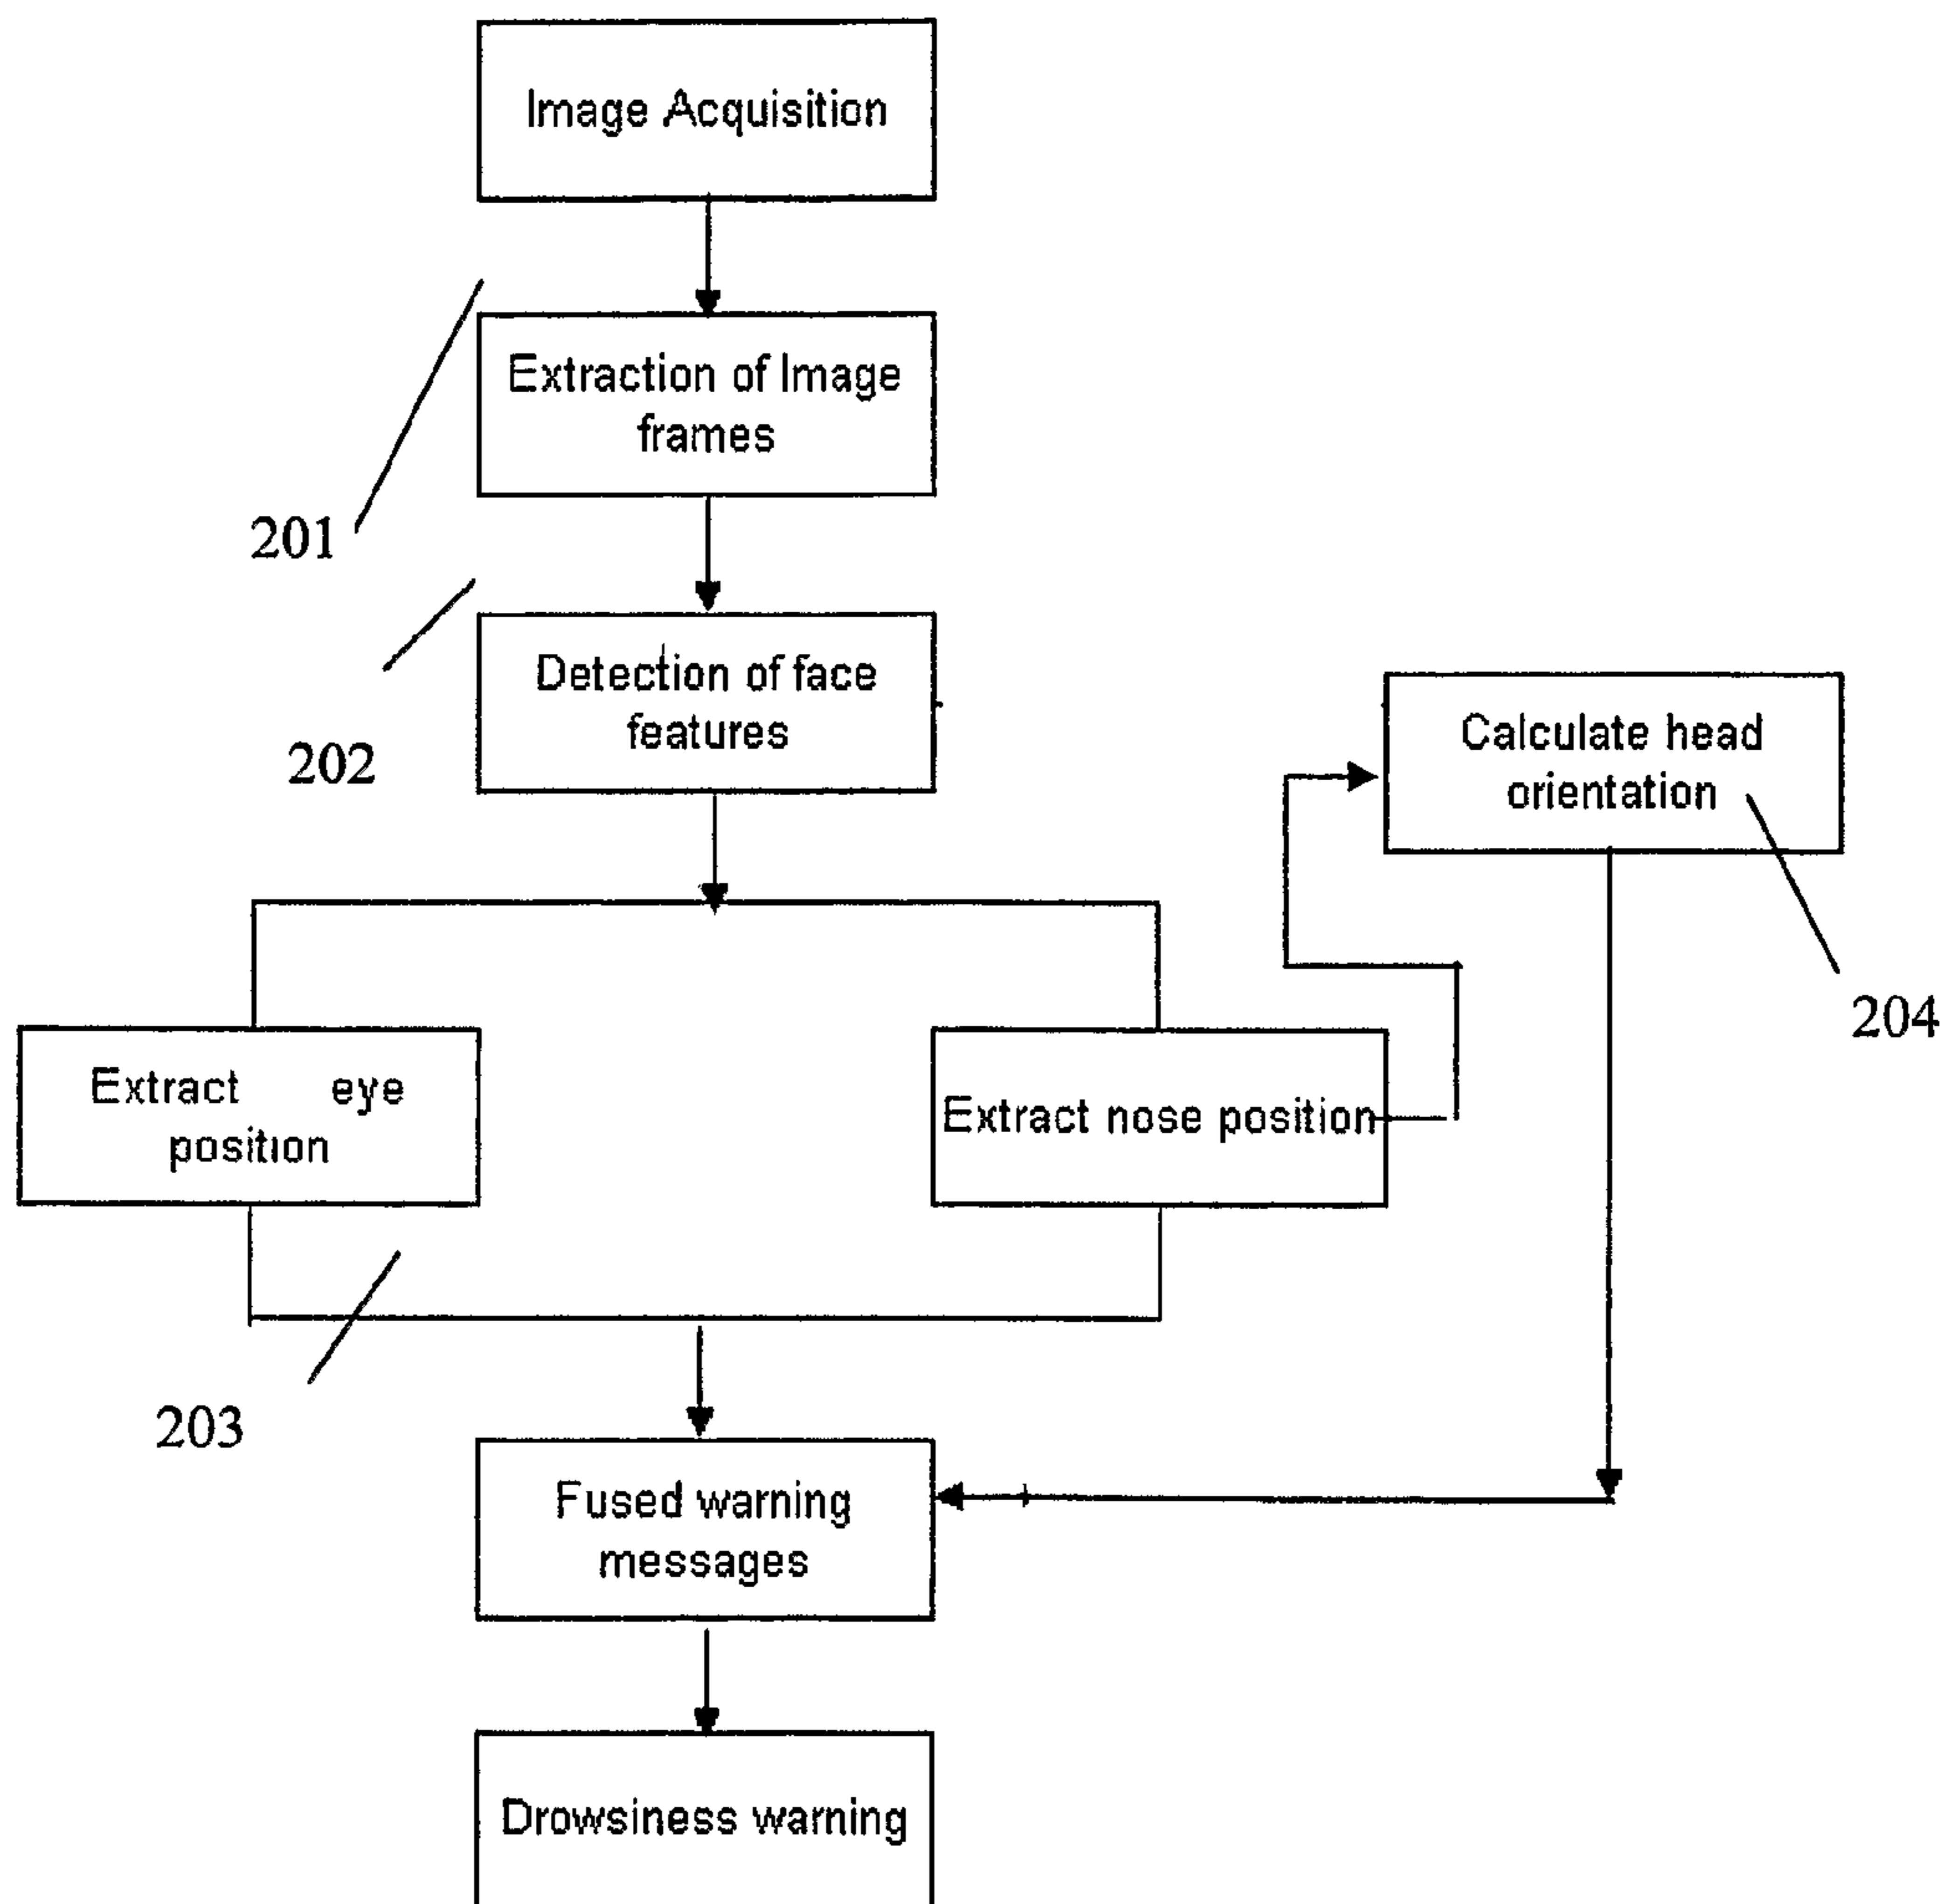 Image Acquisition
Extraction of Image
frames
201
Detection of face
features
202
Calculate head
orientation
204
Extract eye
position
Extract nose position
203
Fused warning
messages
Drowsiness warning